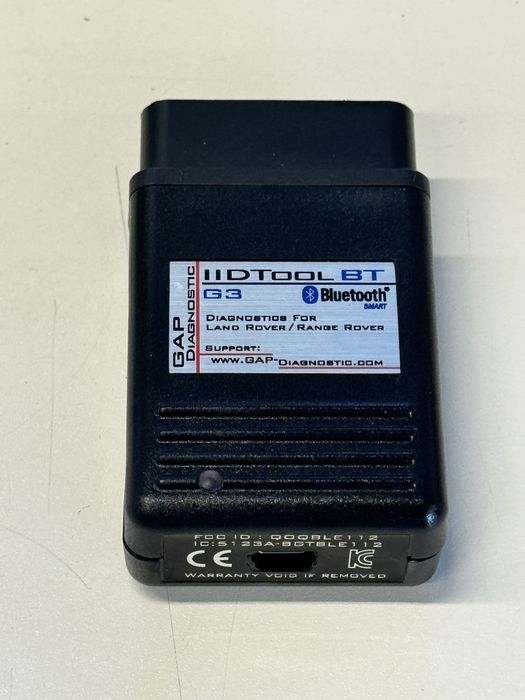 GAP
DIAGNOSTIC
IIDTOOL BT
G3
Bluetooth®
SMART
DIAGNOSTICS FOR
LAND ROVER/RANGE ROVER
SUPPORT:
WWW.GAP-DIAGNOSTIC.COM
FCC ID : QOQBLE112
IC:5123A-BGTBLE112
CE
WARRANTY VOID IF REMOVED